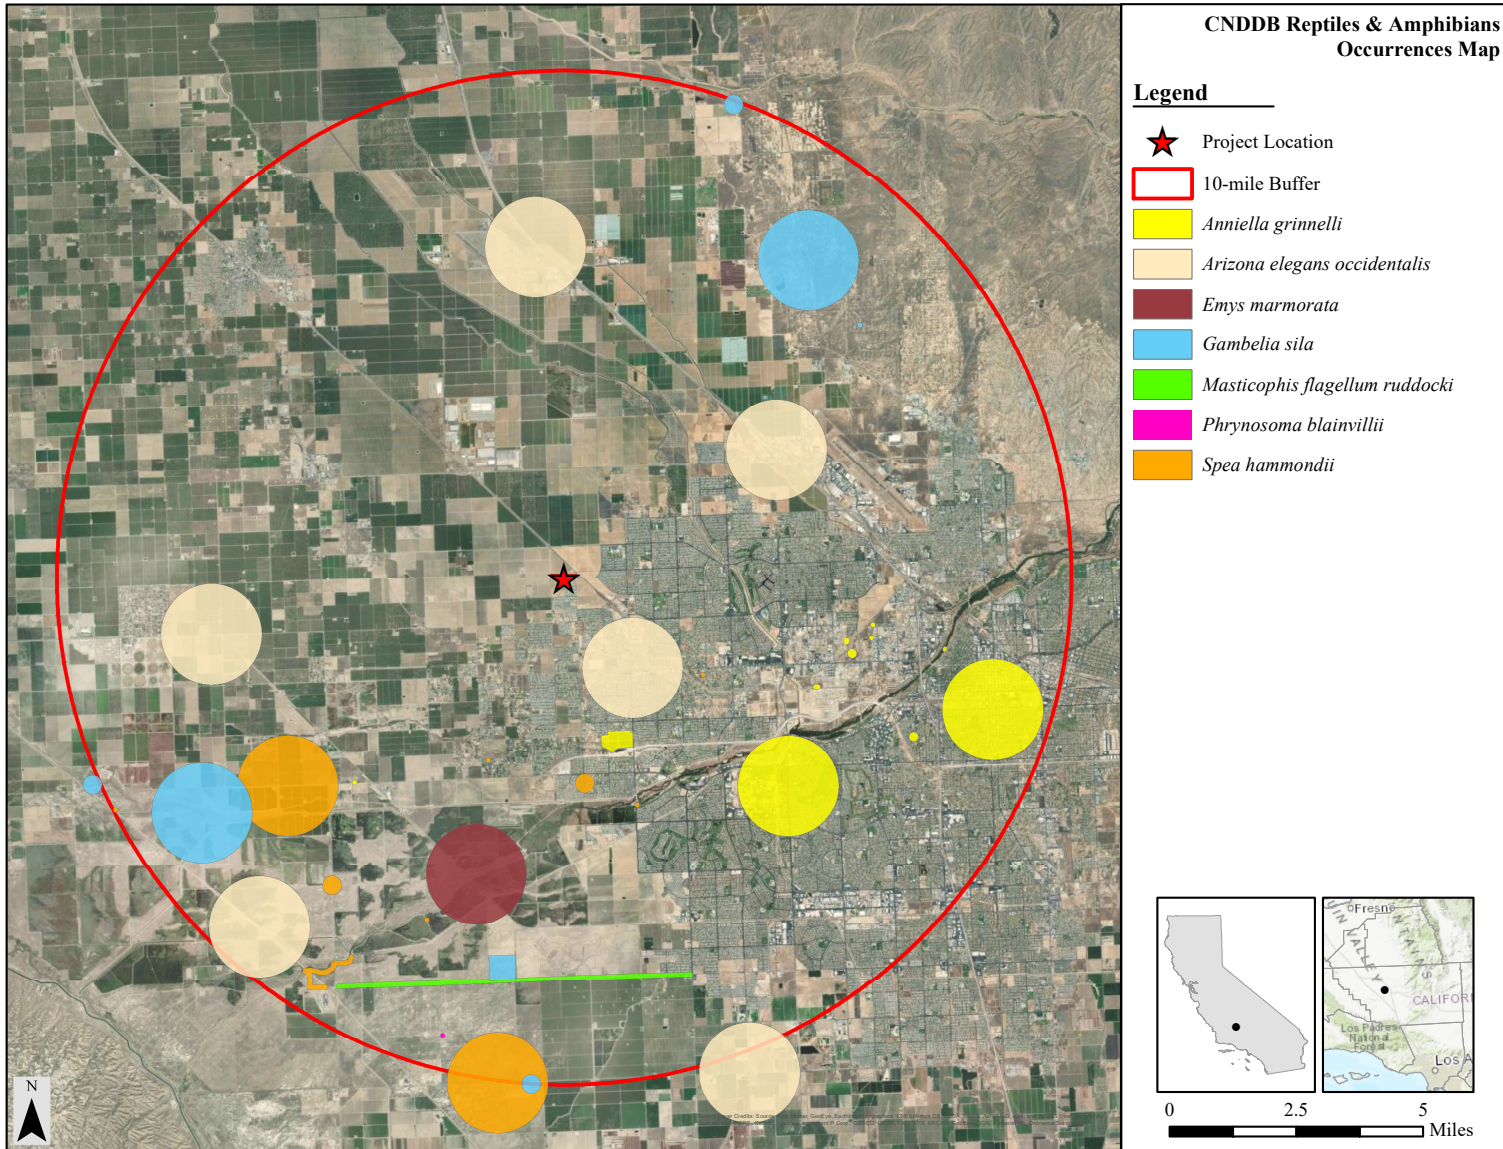 CNDDB Reptiles & Amphibians
Occurrences Map
Legend
Project Location
10-mile Buffer
Anniella grinnelli
Arizona elegans occidentalis
Emys marmorata
Gambelia sila
Masticophis flagellum ruddocki
Phrynosoma blainvillii
Spea hammondii
N
Fresno
VALLEY
CALIFOR
Los Padres
National
Forest
Los A
0 2.5 5
Miles